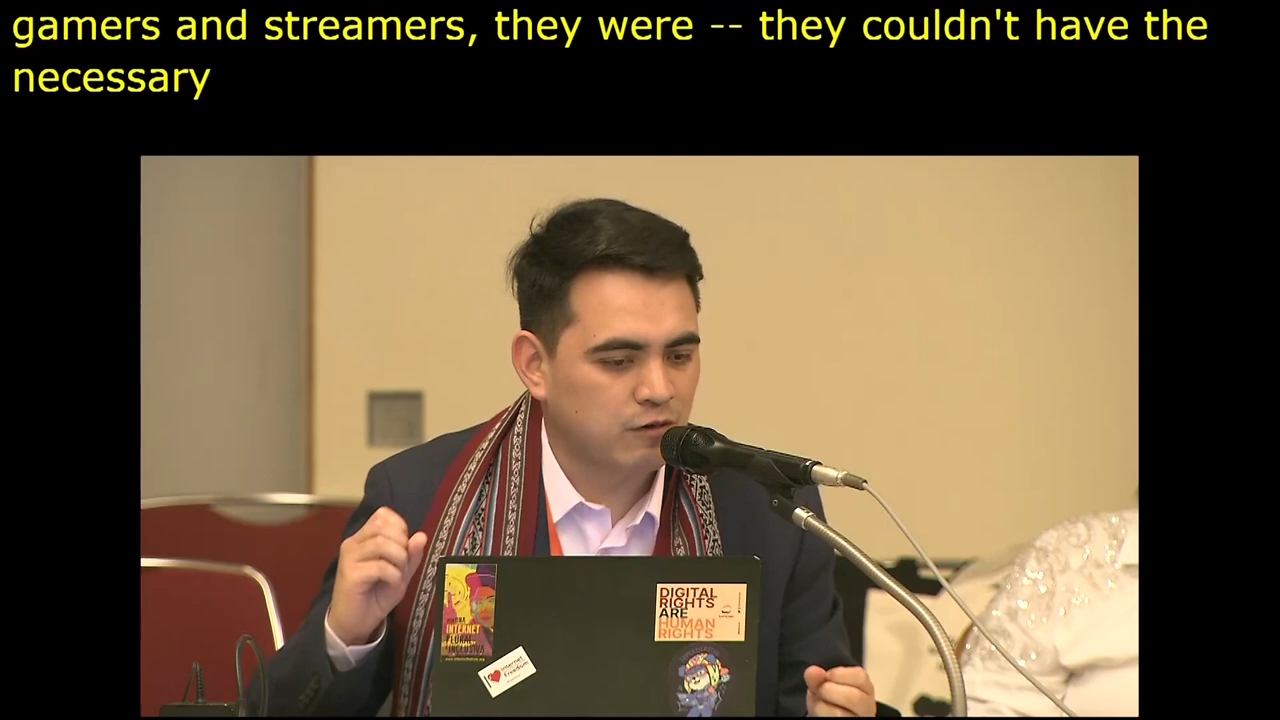 gamers and streamers, they were -- they couldn't have the
necessary
INTERNET
DIGITAL
RIGHTS
ARE
HUMAN
RIGHTS
I ❤ Internet
Freedom